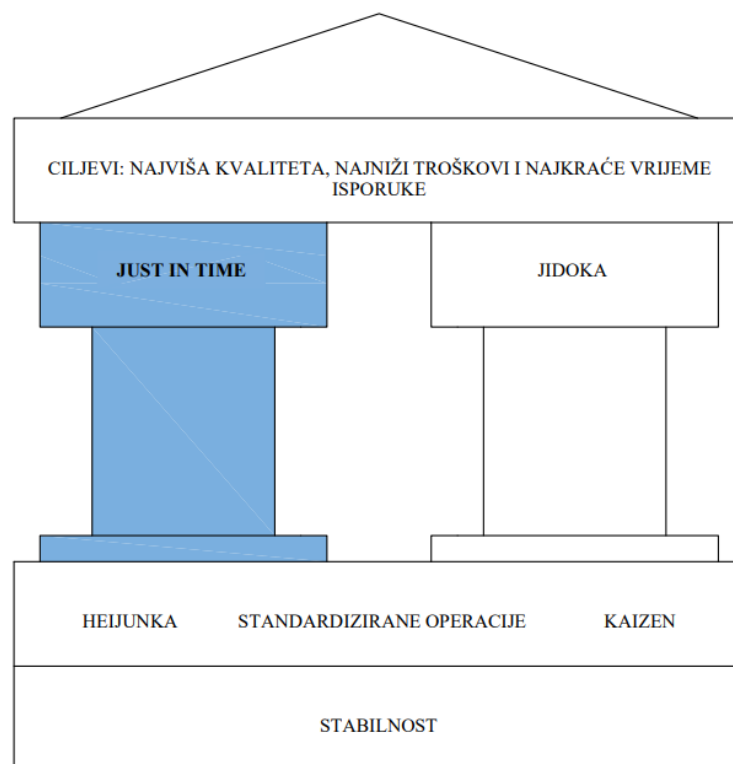 CILJEVI: NAJVIŠA KVALITETA, NAJNIŽI TROŠKOVI I NAJKRAĆE VRIJEME
ISPORUKE
JUST IN TIME
JIDOKA
HEIJUNKA
STANDARDIZIRANE OPERACIJE
KAIZEN
STABILNOST